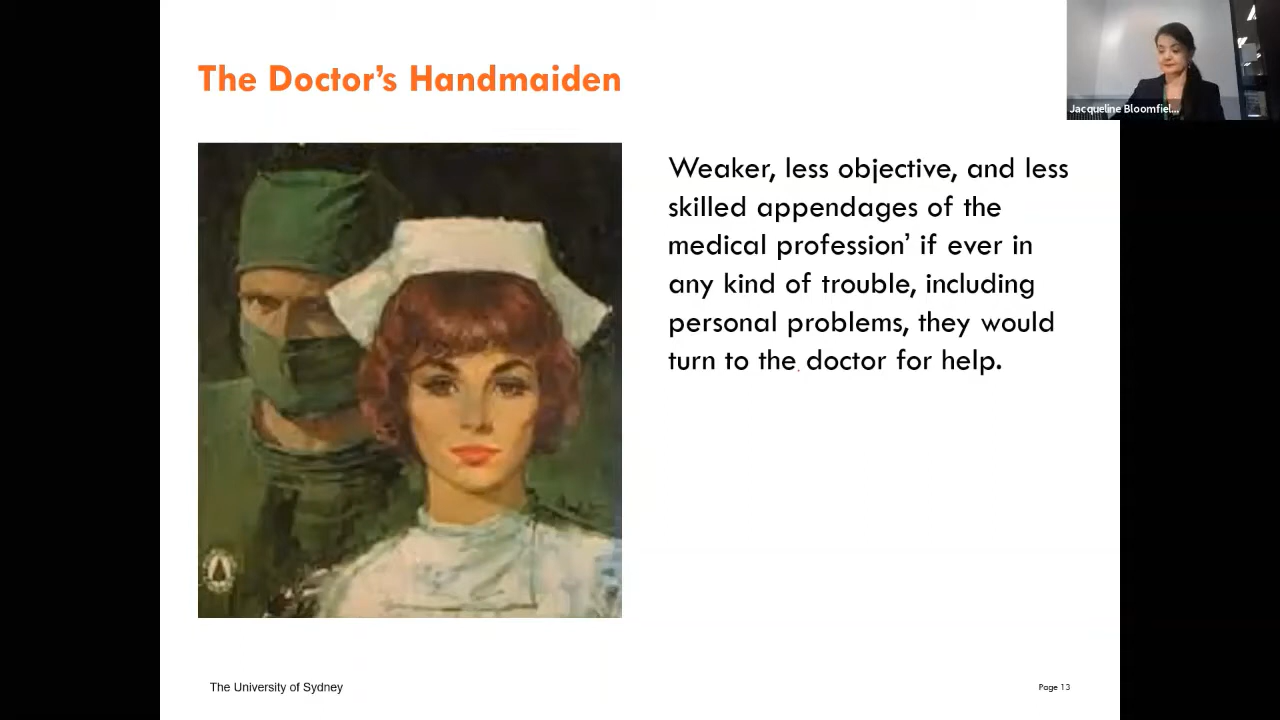 The Doctor’s Handmaiden
Jacqueline Bloomfiel...
Weaker, less objective, and less
skilled appendages of the
medical profession’ if ever in
any kind of trouble, including
personal problems, they would
turn to the doctor for help.
The University of Sydney
Page 13